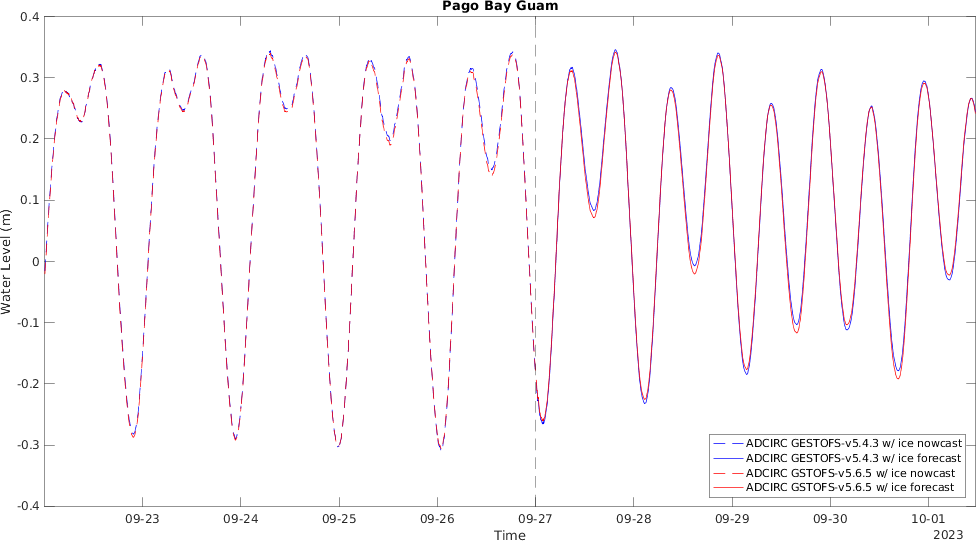 Pago Bay Guam
0.4
0.3
0.2
0.1
0
-0.1
-0.2
-0.3
-0.4
Water Level (m)
09-23 09-24 09-25 09-26 09-27 09-28 09-29 09-30 10-01
Time
2023
ADCIRC GESTOFS-v5.4.3 w/ ice nowcast
ADCIRC GESTOFS-v5.4.3 w/ ice forecast
ADCIRC GSTOFS-v5.6.5 w/ ice nowcast
ADCIRC GSTOFS-v5.6.5 w/ ice forecast